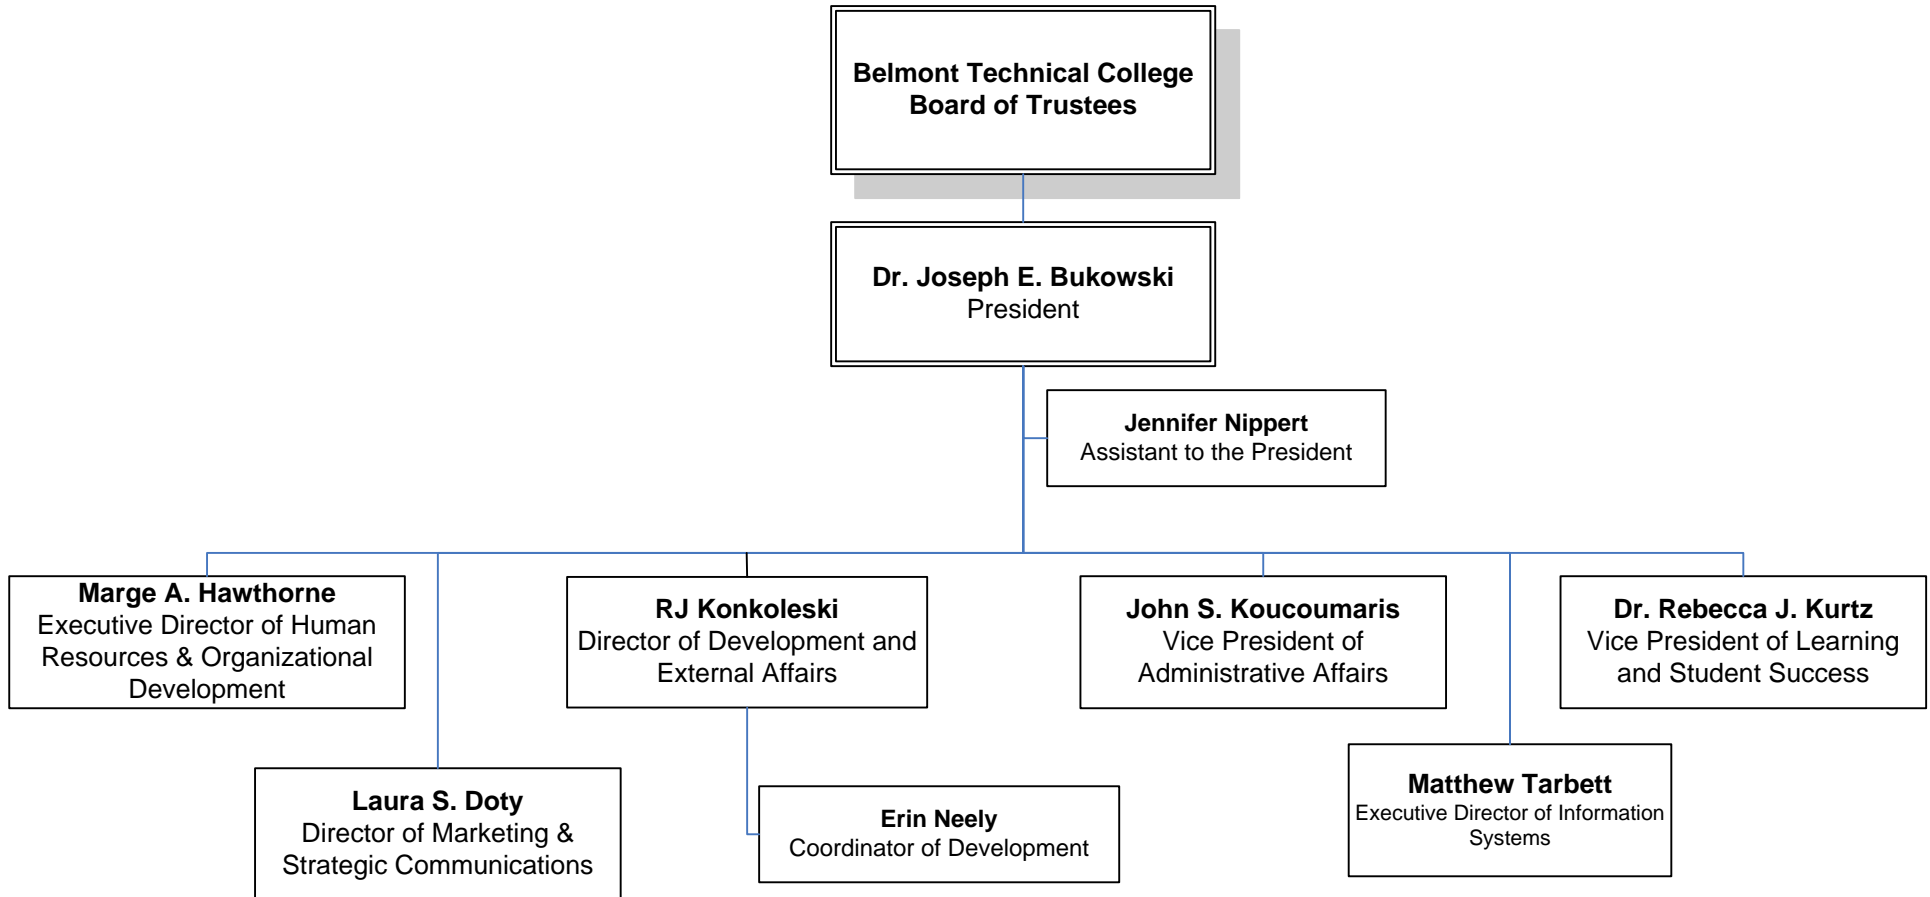 Belmont Technical College
Board of Trustees
Dr. Joseph E. Bukowski
President
Jennifer Nippert
Assistant to the President
Marge A. Hawthorne
Executive Director of Human
Resources & Organizational
Development
RJ Konkoleski
Director of Development and
External Affairs
John S. Koucoumaris
Vice President of
Administrative Affairs
Dr. Rebecca J. Kurtz
Vice President of Learning
and Student Success
Laura S. Doty
Director of Marketing &
Strategic Communications
Erin Neely
Coordinator of Development
Matthew Tarbett
Executive Director of Information
Systems